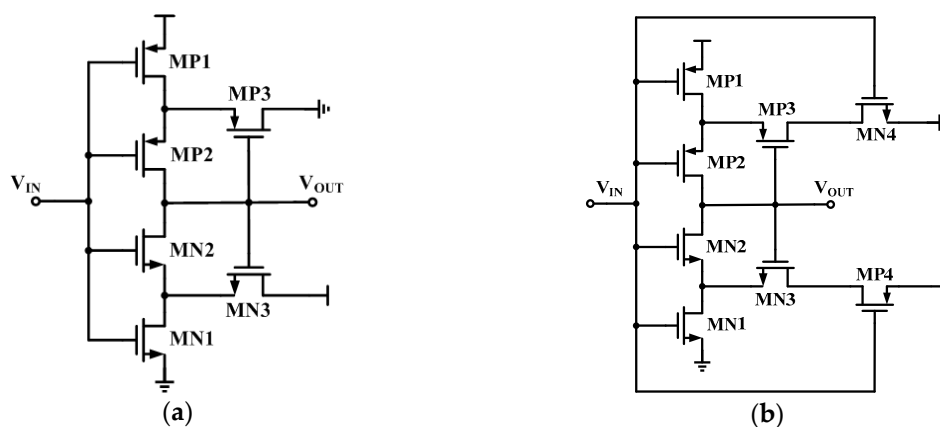 MP1
MP3
MP2
V_IN
V_OUT
MN2
MN3
MN1
(a)
MP1
MP3
MN4
MP2
V_IN
V_OUT
MN2
MP4
MN3
MN1
(b)